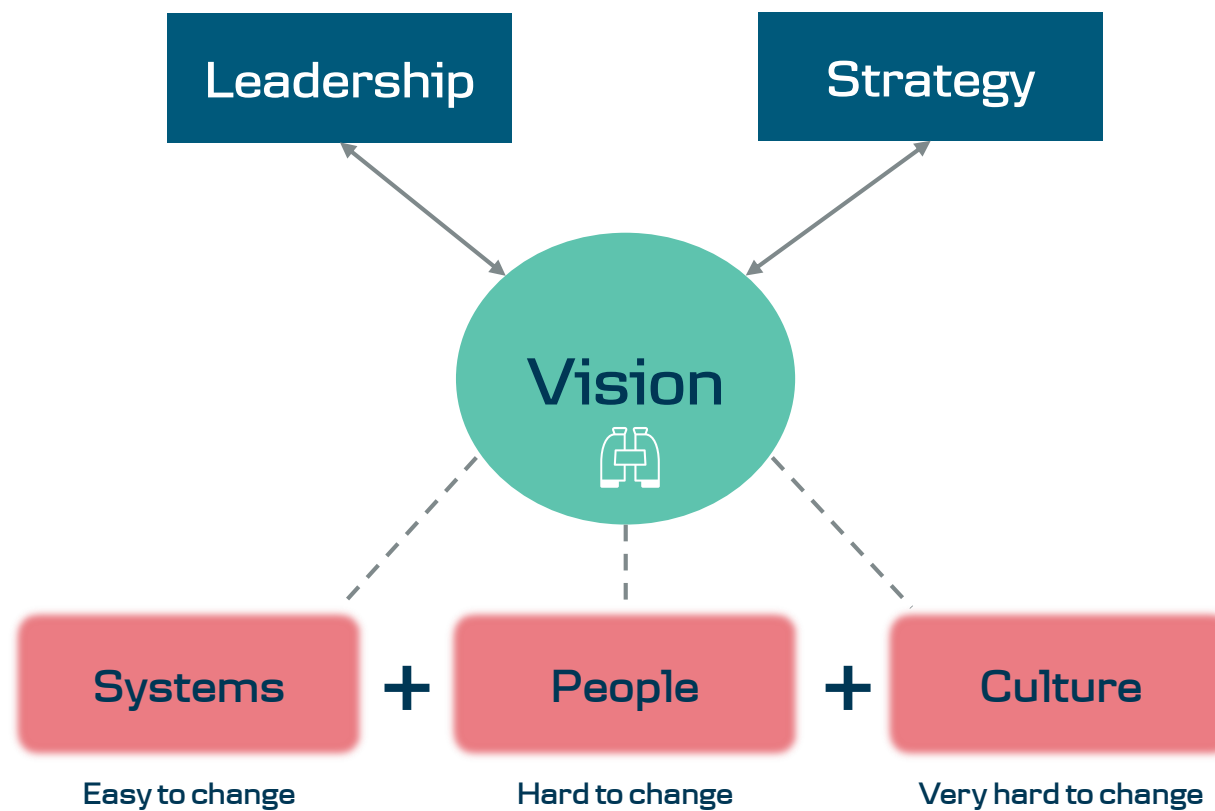 Leadership
Strategy
Vision
Systems + People + Culture
Easy to change
Hard to change
Very hard to change